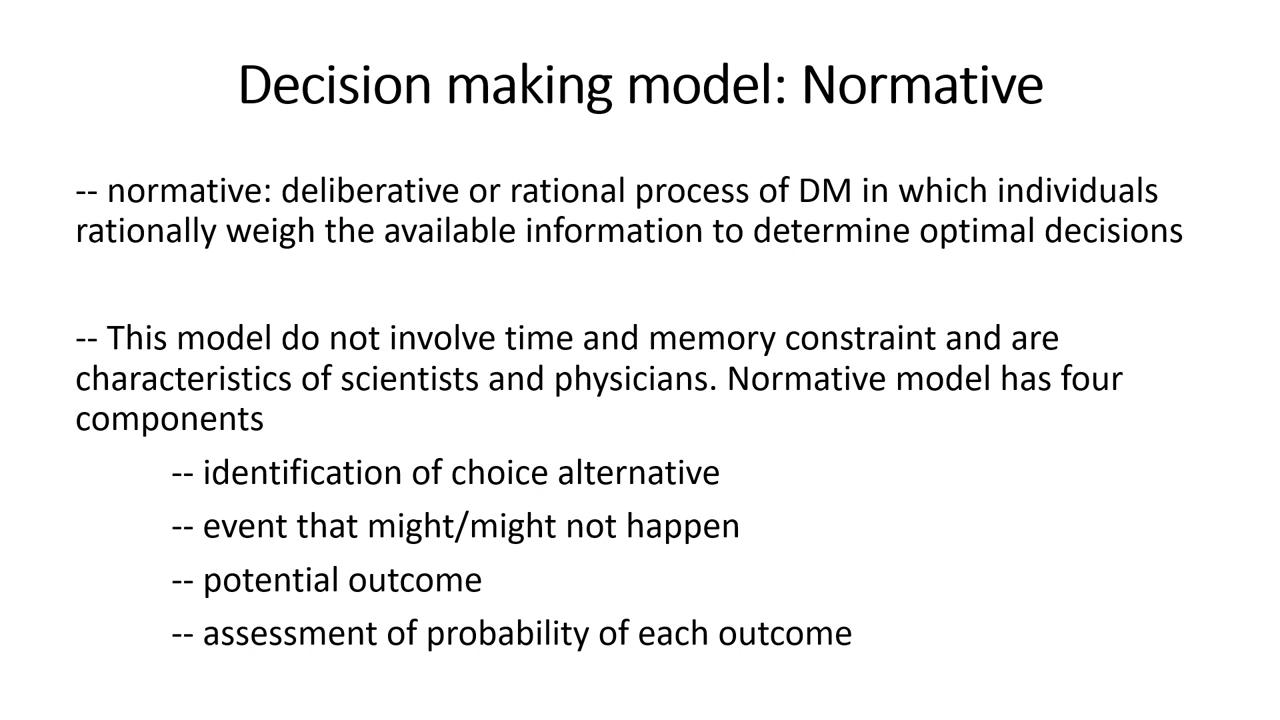 Decision making model: Normative
-- normative: deliberative or rational process of DM in which individuals
rationally weigh the available information to determine optimal decisions
-- This model do not involve time and memory constraint and are
characteristics of scientists and physicians. Normative model has four
components
-- identification of choice alternative
-- event that might/might not happen
-- potential outcome
-- assessment of probability of each outcome